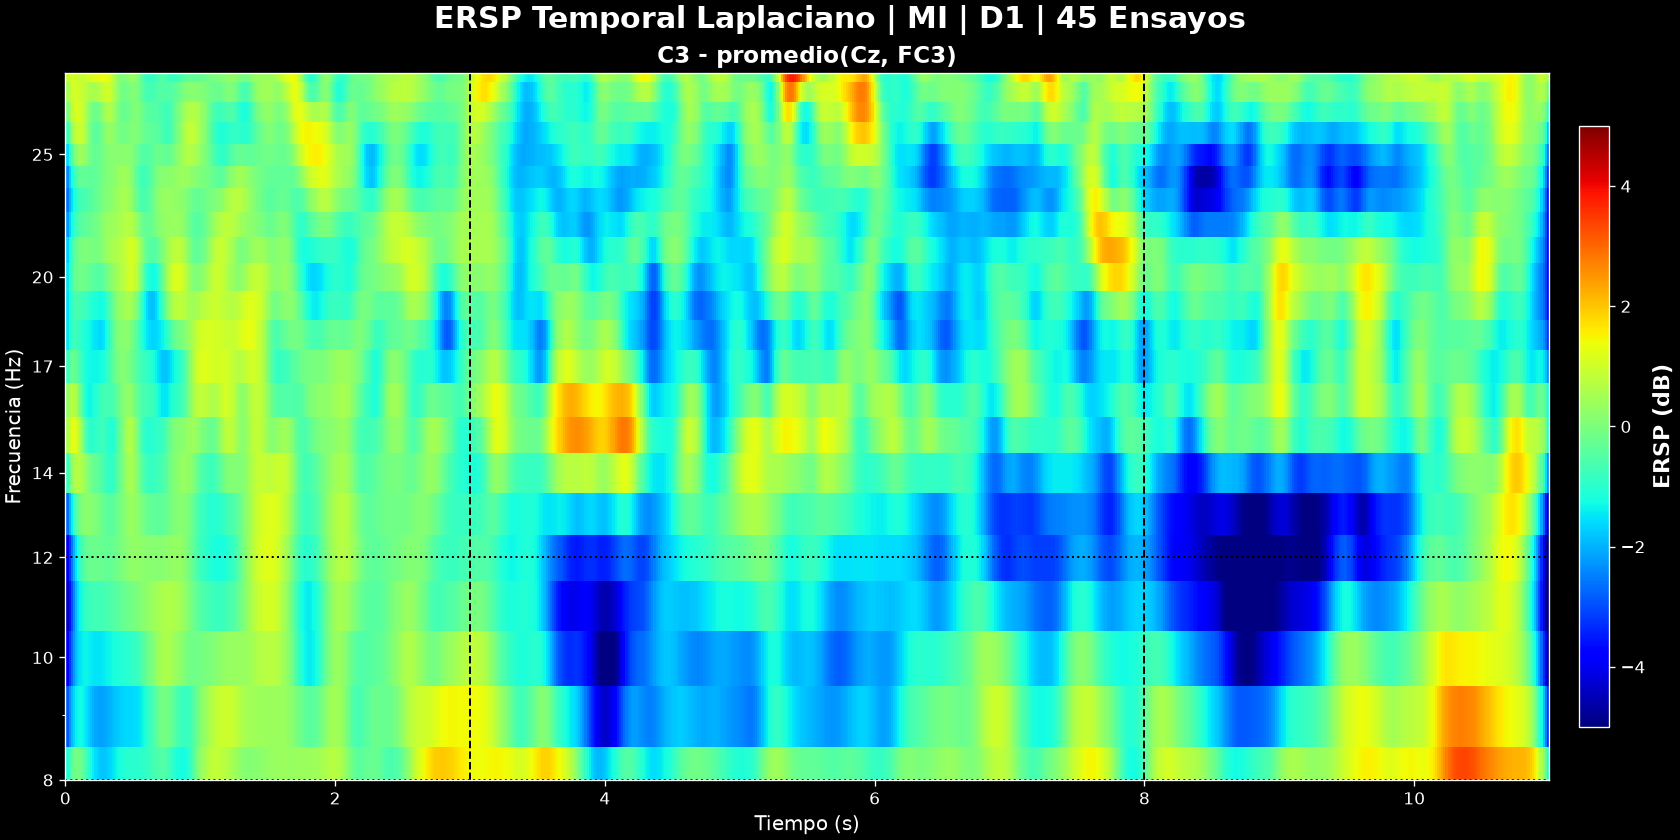 ERSP Temporal Laplaciano | MI | D1 | 45 Ensayos
C3 - promedio(Cz, FC3)
Frecuencia (Hz)
25
20
17
14
12
10
8
0 2 4 6 8 10
Tiempo (s)
4
2
0
−2
−4
ERSP (dB)